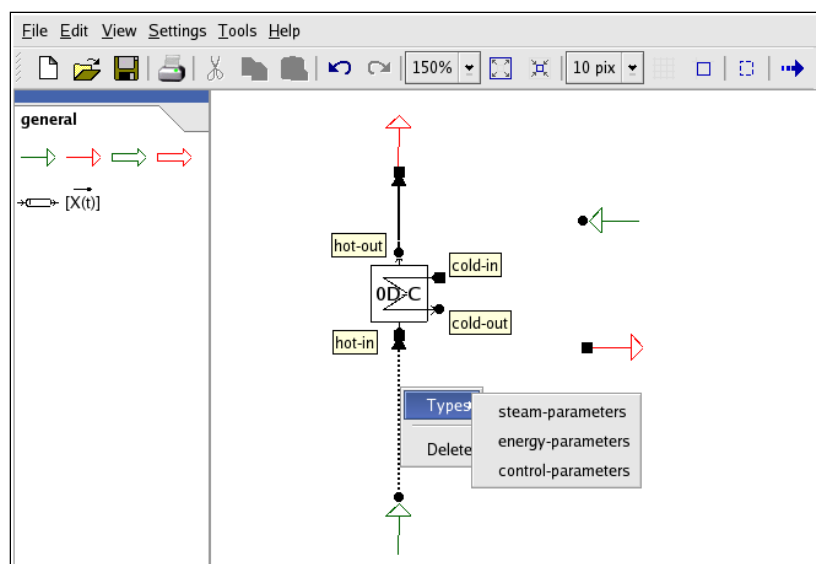 File Edit View Settings Tools Help
150% 10 pix
general
[X(t)]
hot-out
cold-in
0D-C
cold-out
hot-in
Types
steam-parameters
energy-parameters
Delete
control-parameters